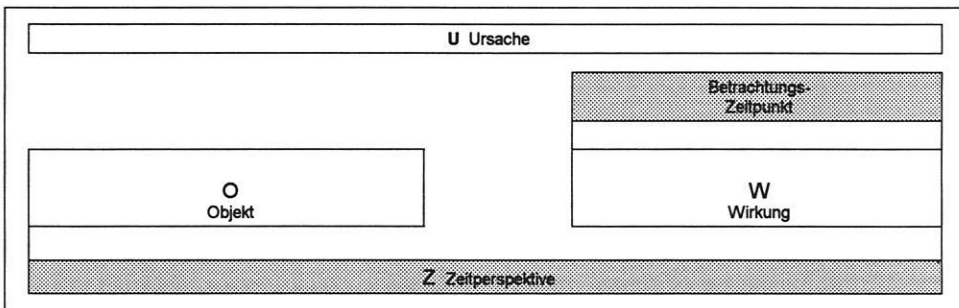 U Ursache
Betrachtungs-
Zeitpunkt
O
Objekt
W
Wirkung
Z Zeitperspektive